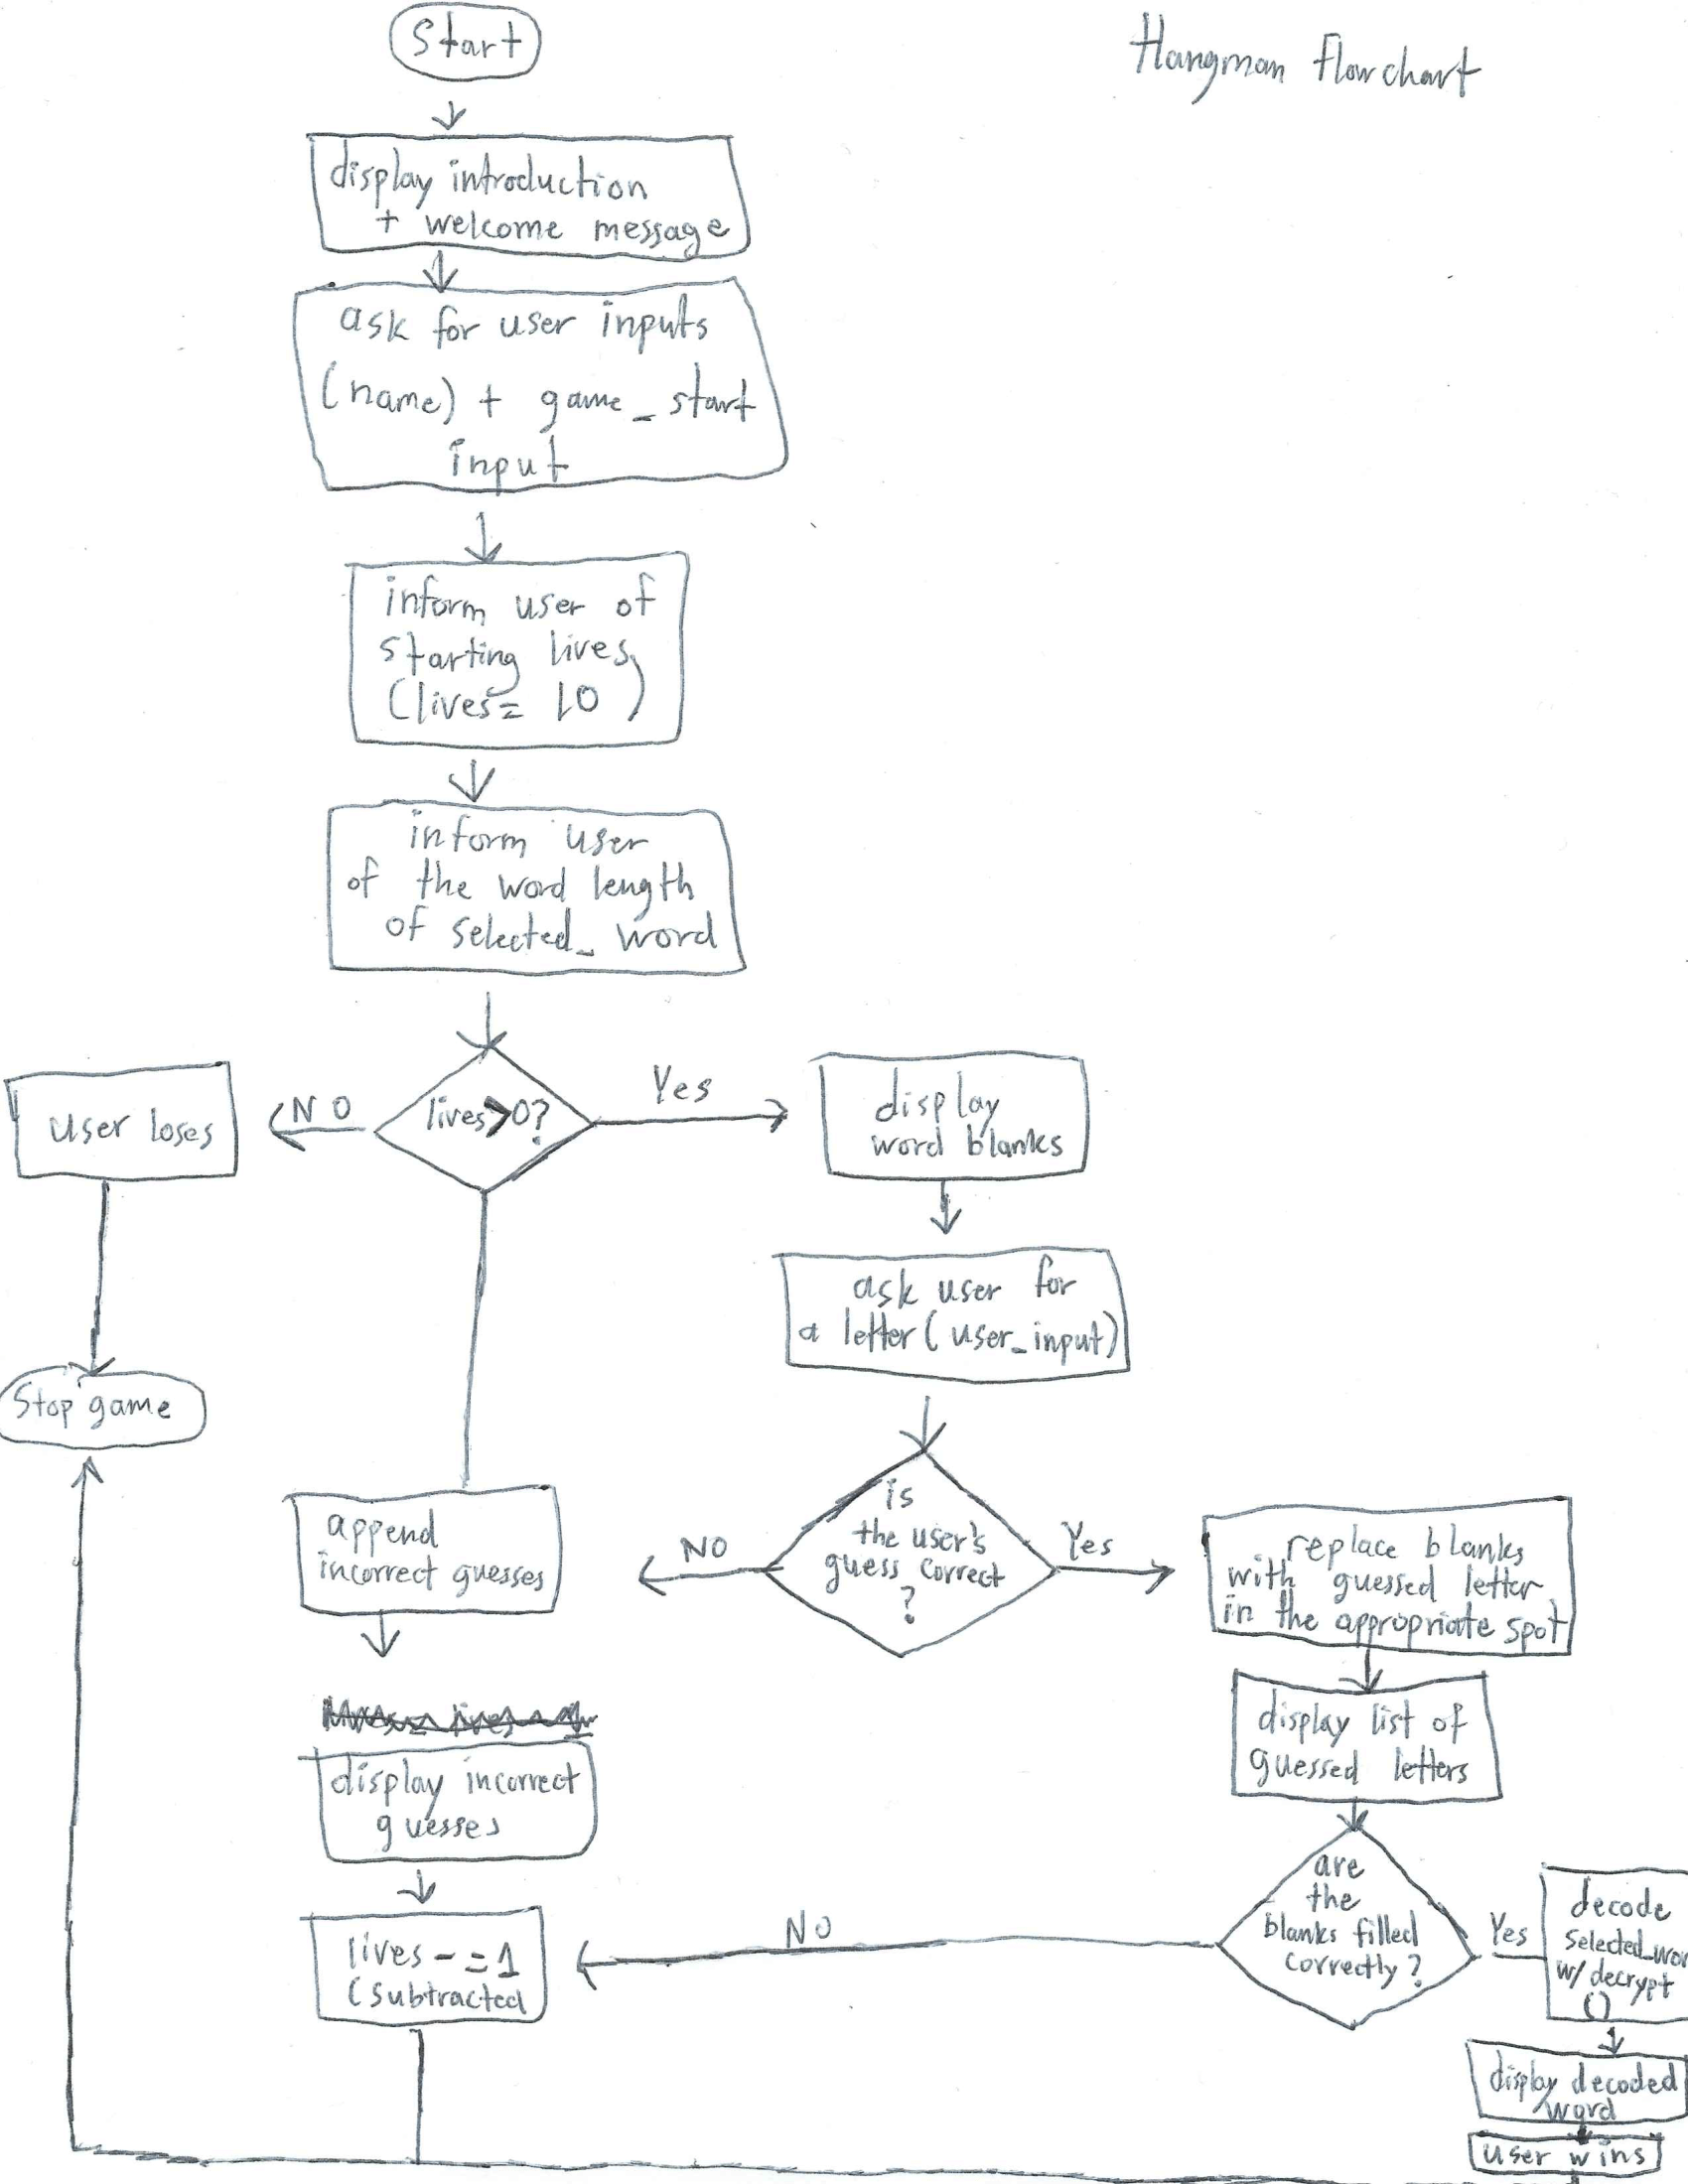 Start
Hangman flowchart
display introduction
+ welcome message
ask for user inputs
(name) + game_start
input
inform user of
starting lives
(lives = 10)
inform user
of the word length
of selected_word
user loses
NO
lives>0?
Yes
display
word blanks
ask user for
a letter (user_input)
Stop game
append
incorrect guesses
NO
is
the user's
guess correct
?
Yes
replace blanks
with guessed letter
in the appropriate spot
display list of
guessed letters
display incorrect
guesses
lives -=1
(subtracted
NO
are
the
blanks filled
correctly?
Yes
decode
selected_wor
w/ decrypt
()
display decoded
word
user wins